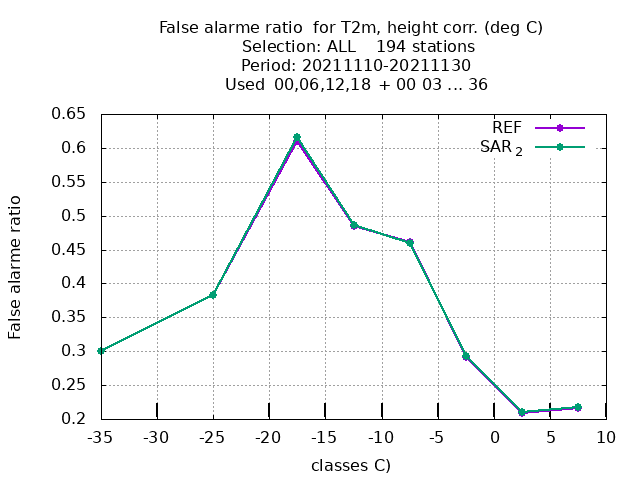 False alarme ratio  for T2m, height corr. (deg C)
Selection: ALL    194 stations
Period: 20211110-20211130
Used  00,06,12,18  + 00 03 ... 36
REF
SAR 2
0.65
0.6
0.55
0.5
0.45
0.4
0.35
0.3
0.25
0.2
False alarme ratio
-35 -30 -25 -20 -15 -10 -5 0 5 10
classes C)